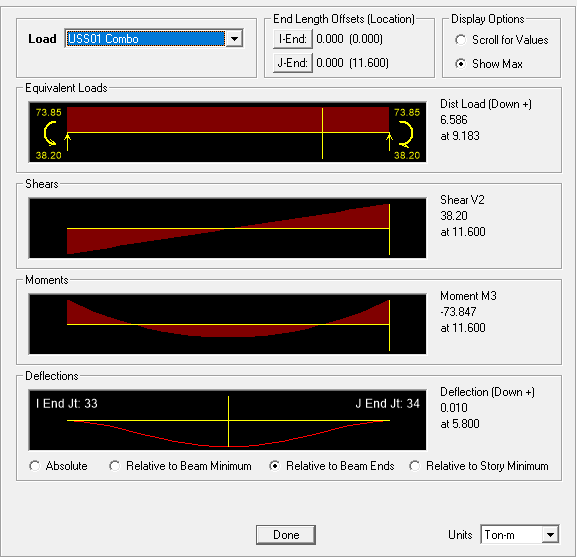 Load USS01 Combo
End Length Offsets (Location)
I-End: 0.000 (0.000)
J-End: 0.000 (11.600)
Display Options
Scroll for Values
Show Max
Equivalent Loads
73.85 73.85
38.20 38.20
Dist Load (Down +)
6.586
at 9.183
Shears
Shear V2
38.20
at 11.600
Moments
Moment M3
-73.847
at 11.600
Deflections
I End Jt: 33 J End Jt: 34
Deflection (Down +)
0.010
at 5.800
Absolute Relative to Beam Minimum Relative to Beam Ends Relative to Story Minimum
Done Units Ton-m